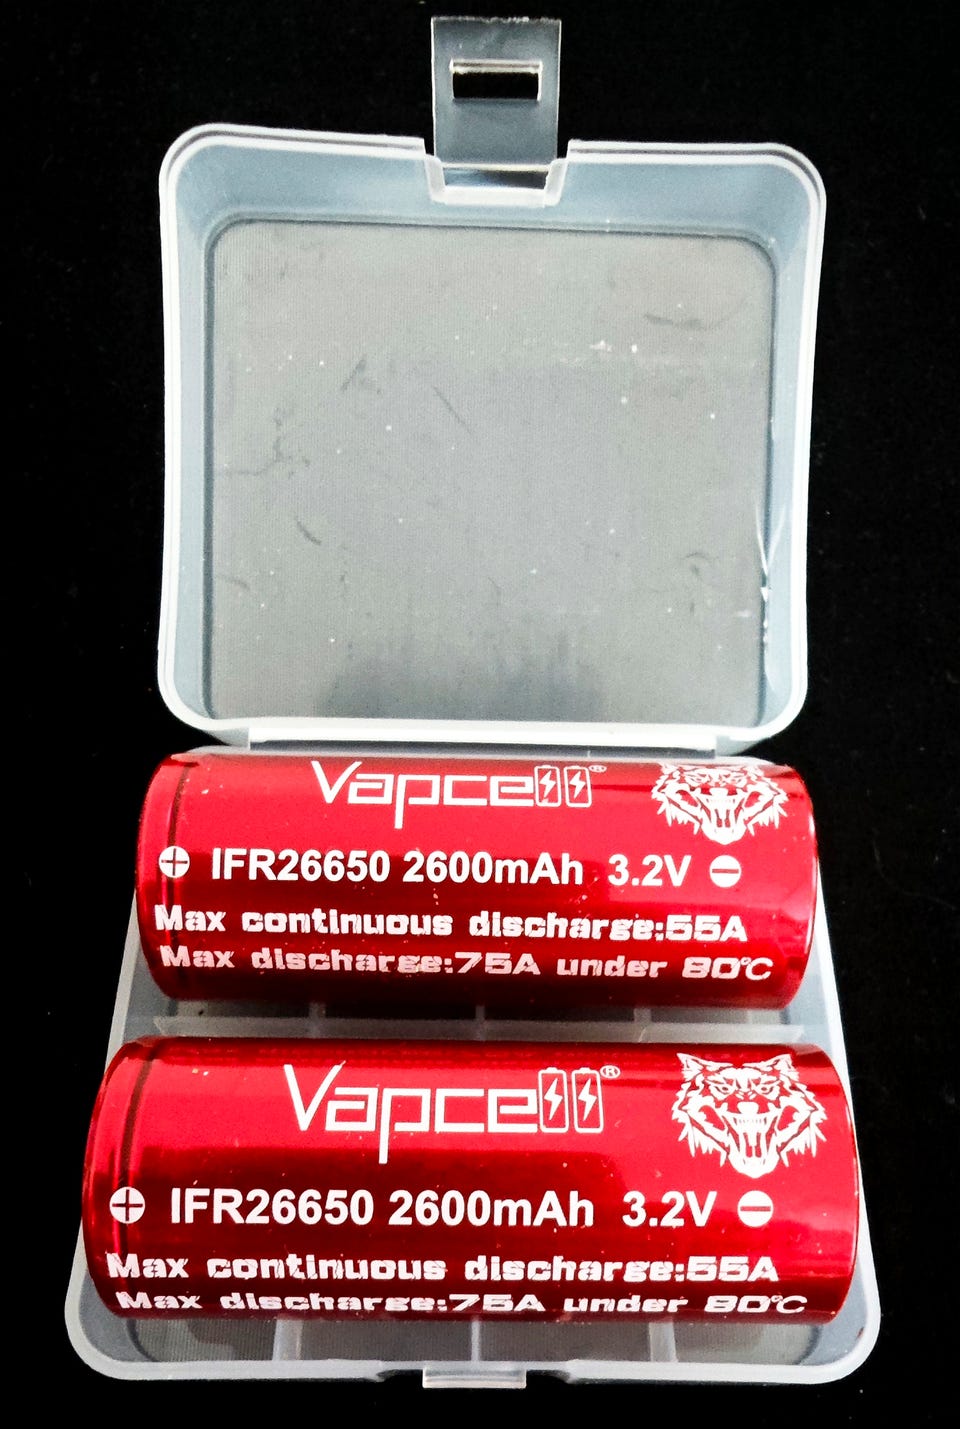 Vapcell®
⊕ IFR26650 2600mAh 3.2V ⊖
Max continuous discharge:55A
Max discharge:75A under 80℃
Vapcell®
⊕ IFR26650 2600mAh 3.2V ⊖
Max continuous discharge:55A
Max discharge:75A under 80℃